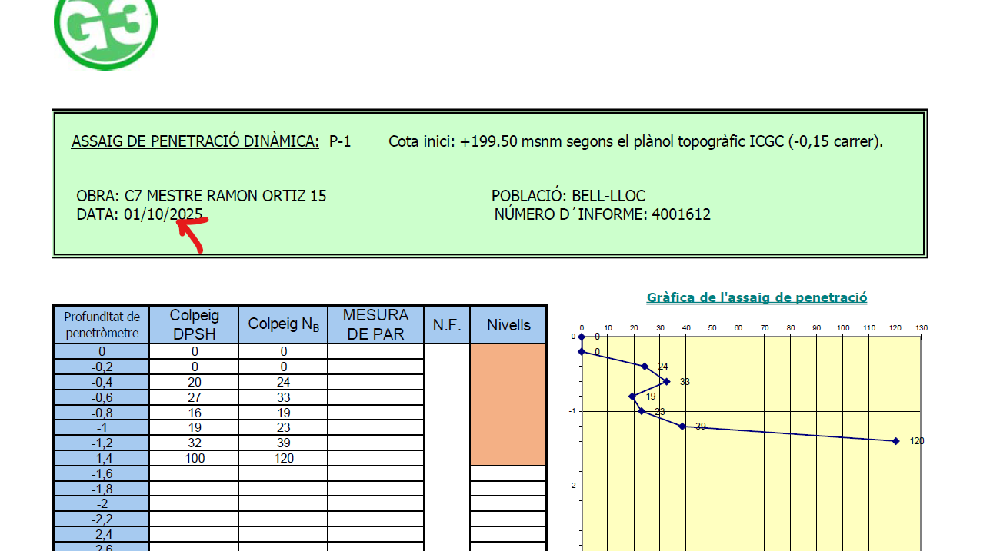 G3
ASSAIG DE PENETRACIÓ DINÀMICA: P-1 Cota inici: +199.50 msnm segons el plànol topogràfic ICGC (-0,15 carrer).
OBRA: C7 MESTRE RAMON ORTIZ 15 POBLACIÓ: BELL-LLOC
DATA: 01/10/2025 NÚMERO D´INFORME: 4001612
Profunditat de penetròmetre Colpeig DPSH Colpeig NB MESURA DE PAR N.F. Nivells
0 0 0
-0,2 0 0
-0,4 20 24
-0,6 27 33
-0,8 16 19
-1 19 23
-1,2 32 39
-1,4 100 120
-1,6
-1,8
-2
-2,2
-2,4
-2,6
Gràfica de l'assaig de penetració
0 10 20 30 40 50 60 70 80 90 100 110 120 130
0 0
0
24
33
19
-1 23
39
120
-2